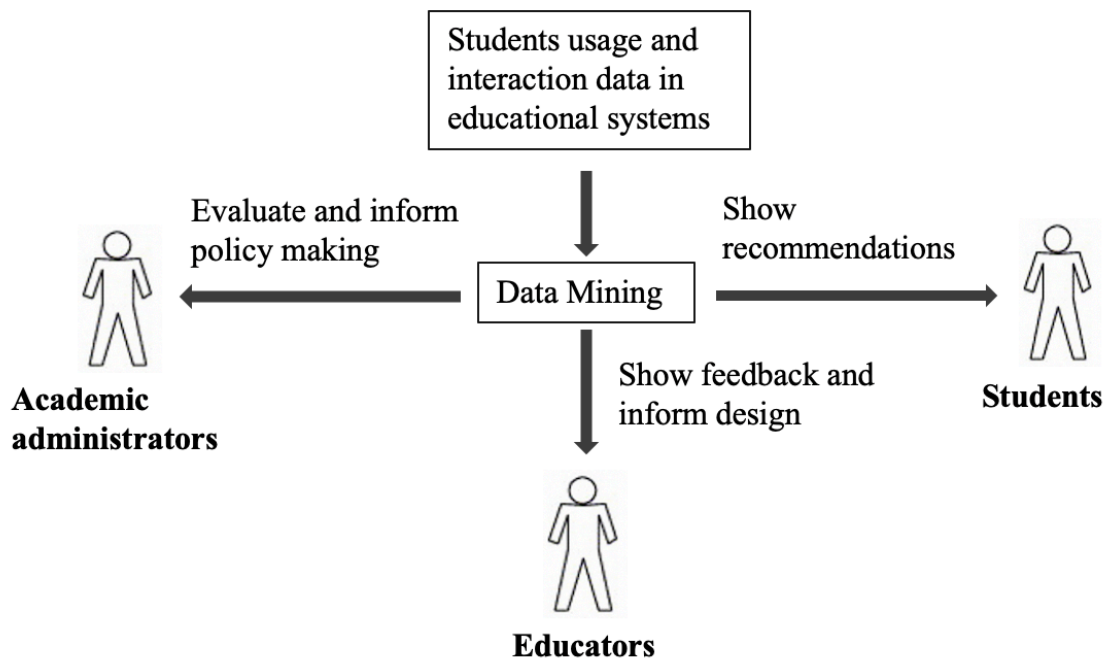 Students usage and
interaction data in
educational systems
Evaluate and inform
policy making
Show
recommendations
Data Mining
Academic
administrators
Show feedback and
inform design
Students
Educators